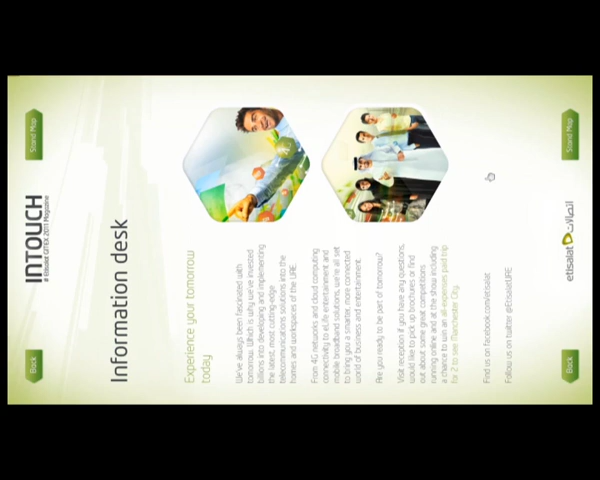 Back
INTOUCH
# Etisalat GITEX 2011 Magazine
Stand Map
Information desk
Experience your tomorrow
today
We've always been fascinated with
tomorrow. Which is why we've invested
billions into developing and implementing
the latest, most cutting-edge
telecommunications solutions into the
homes and workspaces of the UAE.
From 4G networks and cloud computing
connectivity to eLife entertainment and
mobile broadband solutions, we're all set
to bring you a smarter, more connected
world of business and entertainment.
Are you ready to be part of tomorrow?
Visit reception if you have any questions,
would like to pick up brochures or find
out about some great competitions
running online and at the show including
a chance to win an all-expenses paid trip
for 2 to see Manchester City.
Find us on facebook.com/etisalat
Follow us on twitter @EtisalatUAE
Back
etisalat اتصالات
Stand Map